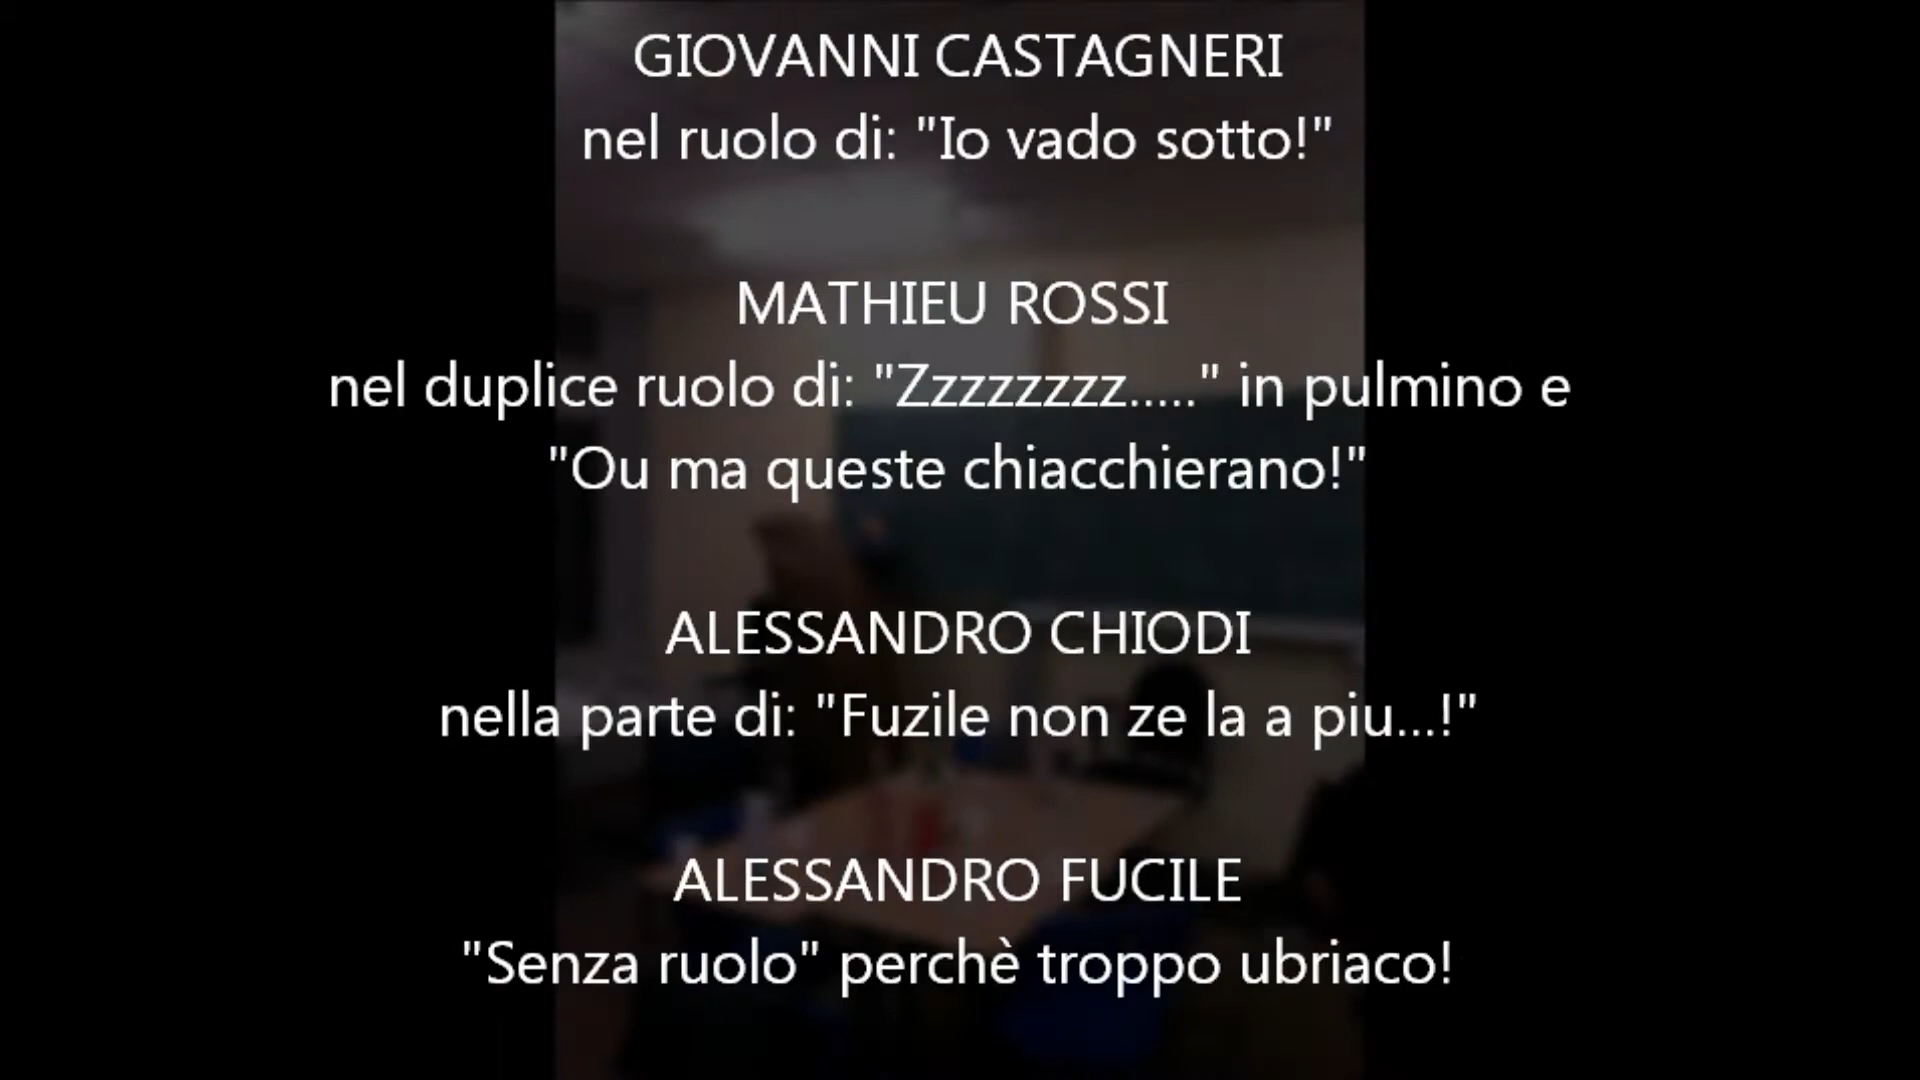 GIOVANNI CASTAGNERI
nel ruolo di: "Io vado sotto!"
MATHIEU ROSSI
nel duplice ruolo di: "Zzzzzzzz....." in pulmino e
"Ou ma queste chiacchierano!"
ALESSANDRO CHIODI
nella parte di: "Fuzile non ze la a piu...!"
ALESSANDRO FUCILE
"Senza ruolo" perchè troppo ubriaco!